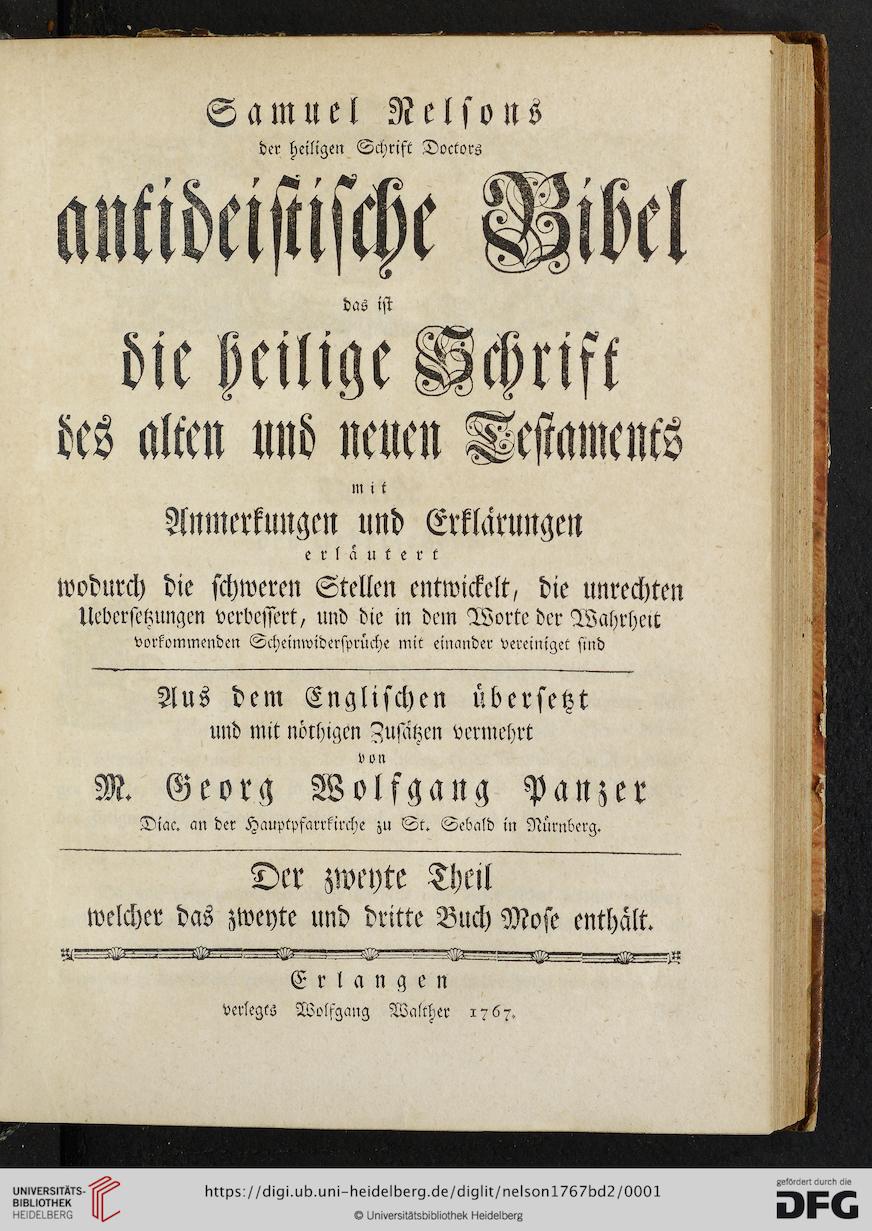 Samuel Nelsons
der heiligen Schrift Doctors
antideistische Bibel
das ist
die heilige Schrift
des alten und neuen Testaments
mit
Anmerkungen und Erklärungen
erläutert
wodurch die schweren Stellen entwickelt, die unrechten
Uebersetzungen verbessert, und die in dem Worte der Wahrheit
vorkommenden Scheinwidersprüche mit einander vereiniget sind
Aus dem Englischen übersetzt
und mit nöthigen Zusätzen vermehrt
von
M. Georg Wolfgang Panzer
Diac. an der Hauptpfarrkirche zu St. Sebald in Nürnberg.
Der zweyte Theil
welcher das zweyte und dritte Buch Mose enthält.
Erlangen
verlegts Wolfgang Walther 1767.
UNIVERSITÄTS-
BIBLIOTHEK
HEIDELBERG
https://digi.ub.uni-heidelberg.de/diglit/nelson1767bd2/0001
© Universitätsbibliothek Heidelberg
gefördert durch die
DFG